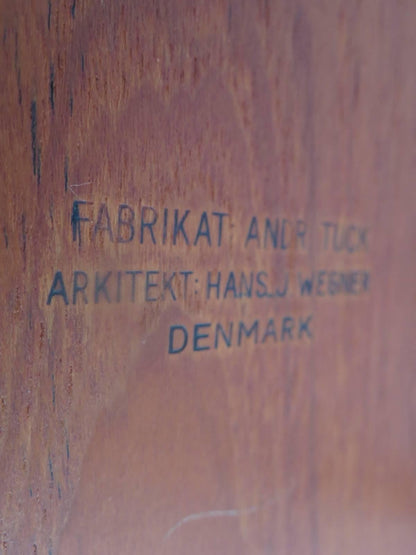 FABRIKAT: ANDR TUCK
ARKITEKT: HANS.J WEGNER
DENMARK